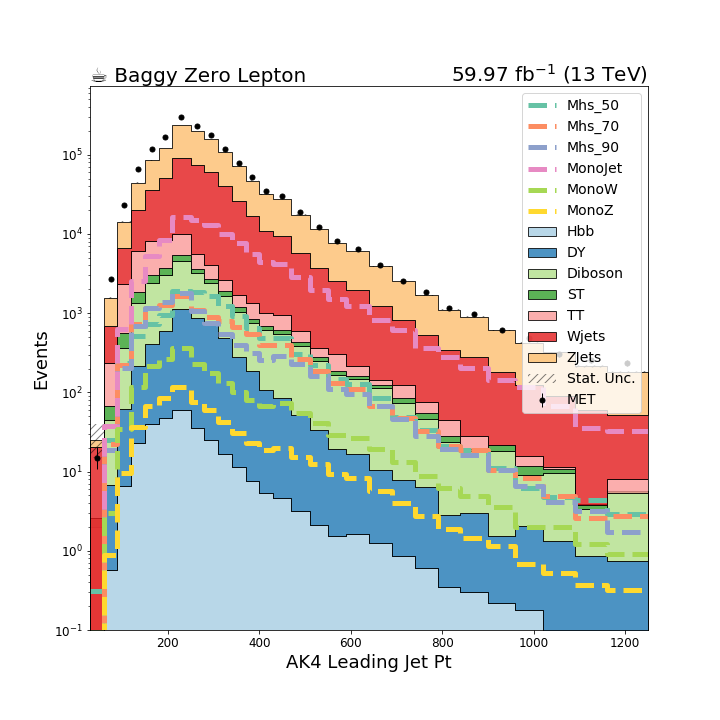 ☕ Baggy Zero Lepton 59.97 fb⁻¹ (13 TeV)
Mhs_50
Mhs_70
Mhs_90
MonoJet
MonoW
MonoZ
Hbb
DY
Diboson
ST
TT
Wjets
ZJets
Stat. Unc.
MET
Events
10⁵
10⁴
10³
10²
10¹
10⁰
10⁻¹
200 400 600 800 1000 1200
AK4 Leading Jet Pt